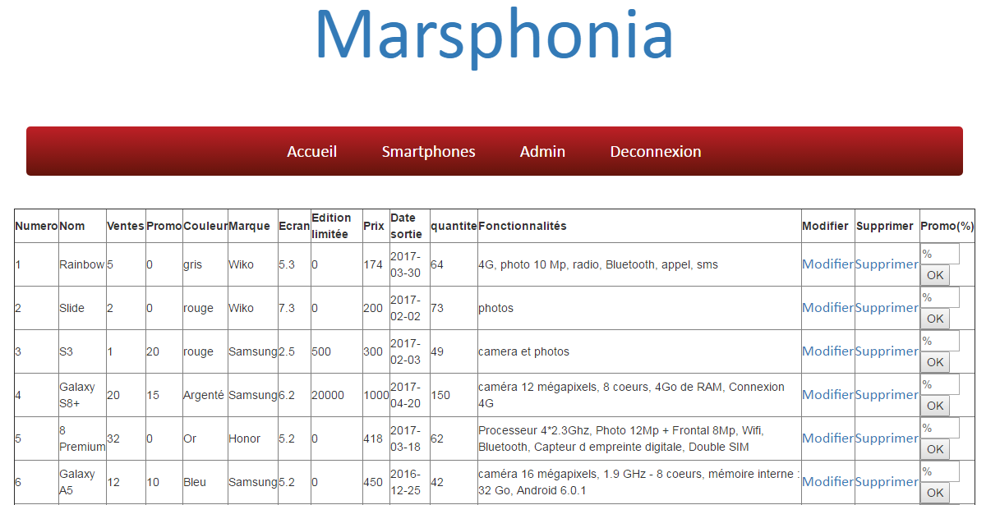 Marsphonia
Accueil Smartphones Admin Deconnexion
Numero Nom Ventes Promo Couleur Marque Ecran Edition limitée Prix Date sortie quantite Fonctionnalités Modifier Supprimer Promo(%)
1 Rainbow 5 0 gris Wiko 5.3 0 174 2017-03-30 64 4G, photo 10 Mp, radio, Bluetooth, appel, sms Modifier Supprimer % OK
2 Slide 2 0 rouge Wiko 7.3 0 200 2017-02-02 73 photos Modifier Supprimer % OK
3 S3 1 20 rouge Samsung 2.5 500 300 2017-02-03 49 camera et photos Modifier Supprimer % OK
4 Galaxy S8+ 20 15 Argenté Samsung 6.2 20000 1000 2017-04-20 150 caméra 12 mégapixels, 8 coeurs, 4Go de RAM, Connexion 4G Modifier Supprimer % OK
5 8 Premium 32 0 Or Honor 5.2 0 418 2017-03-18 62 Processeur 4*2.3Ghz, Photo 12Mp + Frontal 8Mp, Wifi, Bluetooth, Capteur d empreinte digitale, Double SIM Modifier Supprimer % OK
6 Galaxy A5 12 10 Bleu Samsung 5.2 0 450 2016-12-25 42 caméra 16 mégapixels, 1.9 GHz - 8 coeurs, mémoire interne : 32 Go, Android 6.0.1 Modifier Supprimer % OK